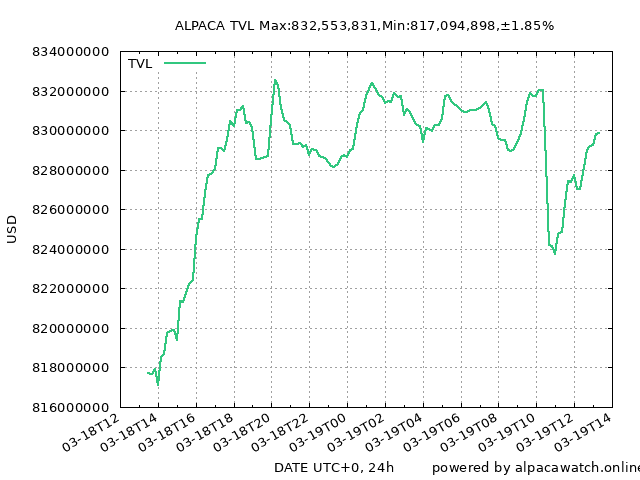 ALPACA TVL Max:832,553,831,Min:817,094,898,±1.85%
834000000
TVL
832000000
830000000
828000000
826000000
USD
824000000
822000000
820000000
818000000
816000000
03-18T12
03-18T14
03-18T16
03-18T18
03-18T20
03-18T22
03-19T00
03-19T02
03-19T04
03-19T06
03-19T08
03-19T10
03-19T12
03-19T14
DATE UTC+0, 24h
powered by alpacawatch.online